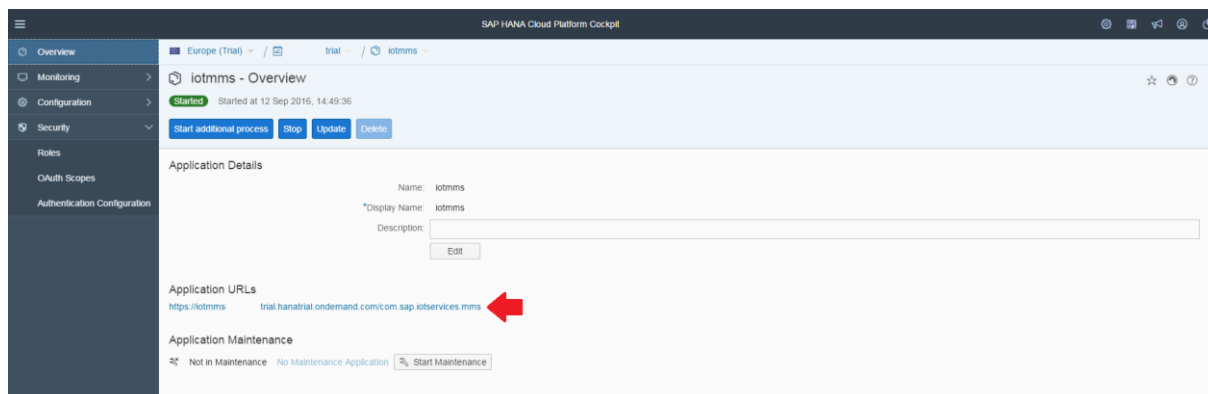 SAP HANA Cloud Platform Cockpit
Overview
Monitoring
Configuration
Security
Roles
OAuth Scopes
Authentication Configuration
Europe (Trial) / trial / iotmms
iotmms - Overview
Started Started at 12 Sep 2016, 14:49:36
Start additional process Stop Update Delete
Application Details
Name: iotmms
*Display Name: iotmms
Description:
Edit
Application URLs
https://iotmms trial.hanatrial.ondemand.com/com.sap.iotservices.mms
Application Maintenance
Not in Maintenance No Maintenance Application Start Maintenance